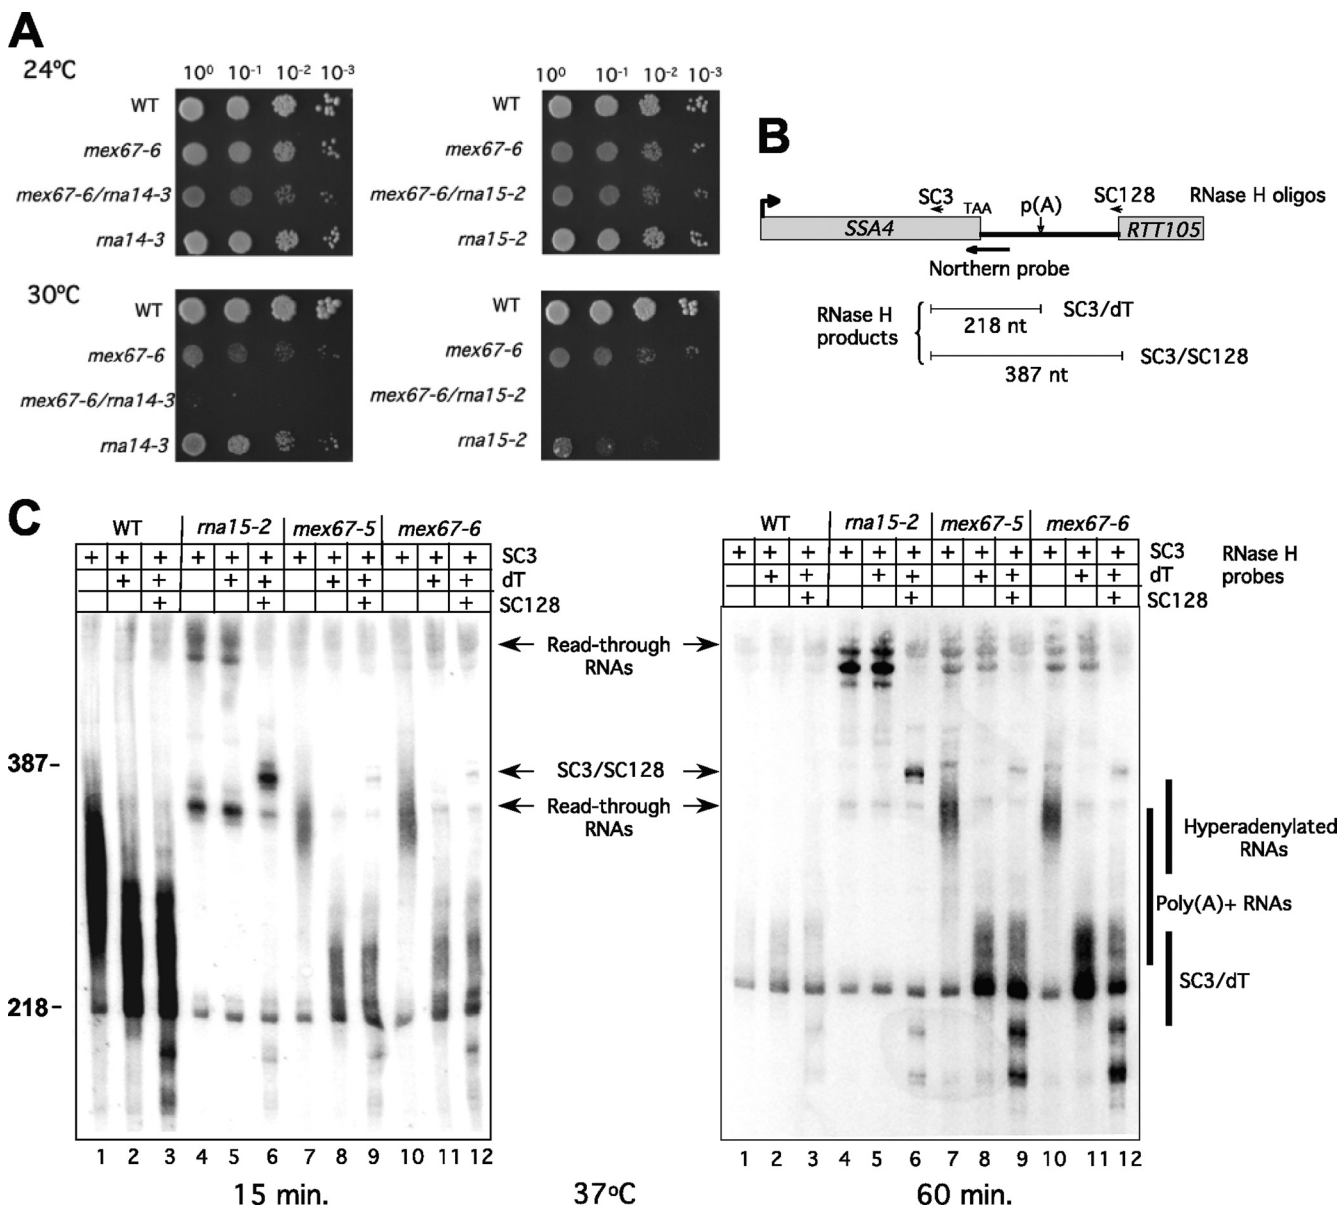 A
24ºC
10⁰ 10⁻¹ 10⁻² 10⁻³
WT
mex67-6
mex67-6/rna14-3
rna14-3
10⁰ 10⁻¹ 10⁻² 10⁻³
WT
mex67-6
mex67-6/rna15-2
rna15-2
30ºC
WT
mex67-6
mex67-6/rna14-3
rna14-3
WT
mex67-6
mex67-6/rna15-2
rna15-2
B
SC3 TAA p(A) SC128 RNase H oligos
SSA4 RTT105
Northern probe
RNase H
products
SC3/dT
218 nt
SC3/SC128
387 nt
C
WT rna15-2 mex67-5 mex67-6
+ + + + + + + + + + + + SC3
+ + + + + + + + dT
+ + + + SC128
WT rna15-2 mex67-5 mex67-6
+ + + + + + + + + + + + SC3
+ + + + + + + + dT
+ + + + SC128
RNase H
probes
387-
218-
Read-through
RNAs
SC3/SC128
Read-through
RNAs
Hyperadenylated
RNAs
Poly(A)+ RNAs
SC3/dT
1 2 3 4 5 6 7 8 9 10 11 12
1 2 3 4 5 6 7 8 9 10 11 12
15 min. 37ºC 60 min.